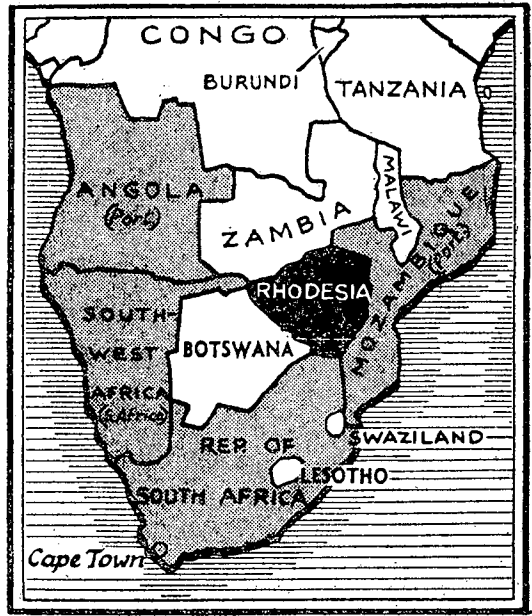 CONGO
BURUNDI
TANZANIA
ANGOLA
(Port.)
ZAMBIA
MALAWI
MOZAMBIQUE
(Port.)
RHODESIA
SOUTH-
WEST
AFRICA
(S. Africa)
BOTSWANA
SWAZILAND
REP. OF
SOUTH AFRICA
LESOTHO
Cape Town